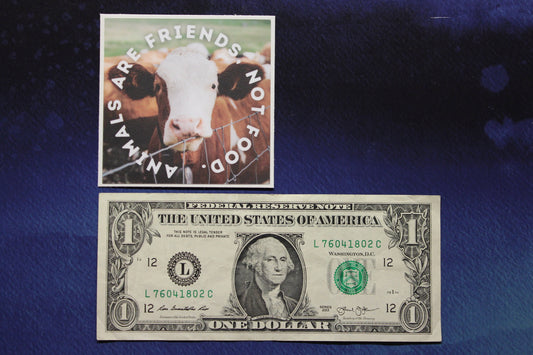 ANIMALS ARE FRIENDS NOT FOOD.
FEDERAL RESERVE NOTE
THE UNITED STATES OF AMERICA
THIS NOTE IS LEGAL TENDER
FOR ALL DEBTS, PUBLIC AND PRIVATE
L 76041802 C
WASHINGTON, D.C.
12
L
12
L 76041802 C
12
12
SERIES
ONE DOLLAR
1
1
1
1